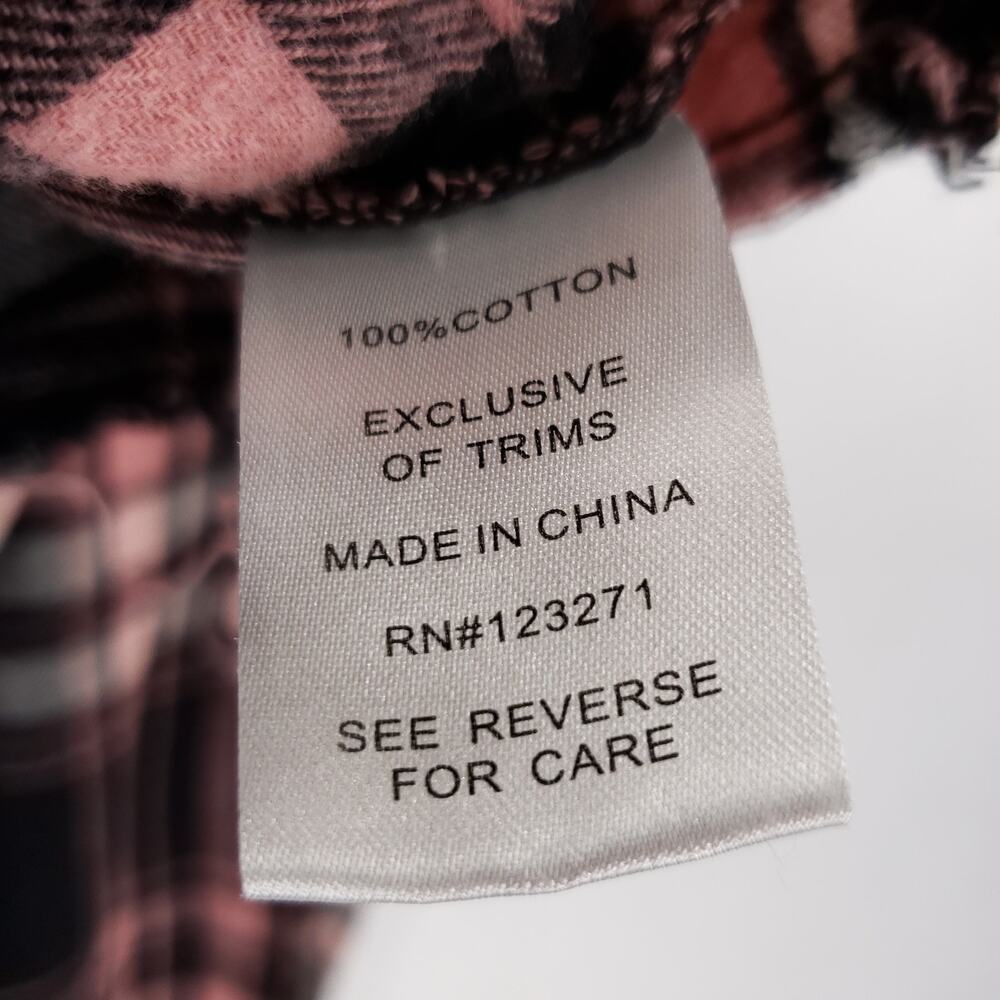 100%COTTON
EXCLUSIVE
OF TRIMS
MADE IN CHINA
RN#123271
SEE REVERSE
FOR CARE